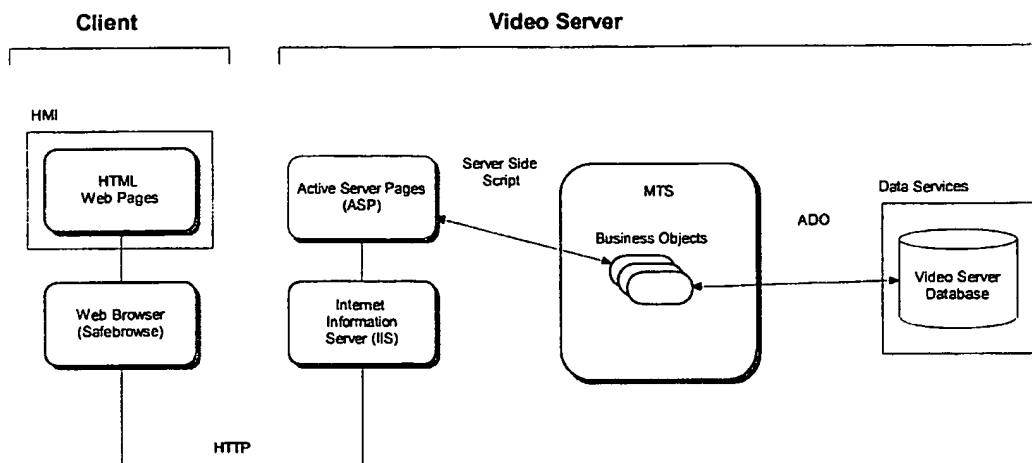 Client
Video Server
HMI
HTML
Web Pages
Web Browser
(Safebrowse)
HTTP
Active Server Pages
(ASP)
Internet
Information
Server (IIS)
Server Side
Script
MTS
Business Objects
ADO
Data Services
Video Server
Database